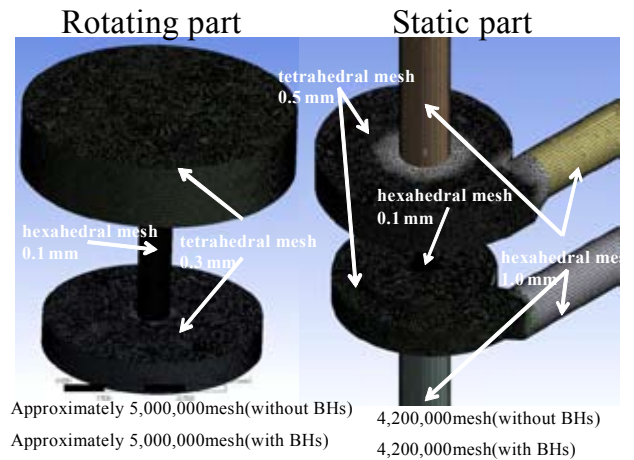 Rotating part
Static part
tetrahedral mesh
0.5 mm
hexahedral mesh
0.1 mm
hexahedral mesh
0.1 mm
tetrahedral mesh
0.3 mm
hexahedral mesh
1.0 mm
Approximately 5,000,000mesh(without BHs)
Approximately 5,000,000mesh(with BHs)
4,200,000mesh(without BHs)
4,200,000mesh(with BHs)